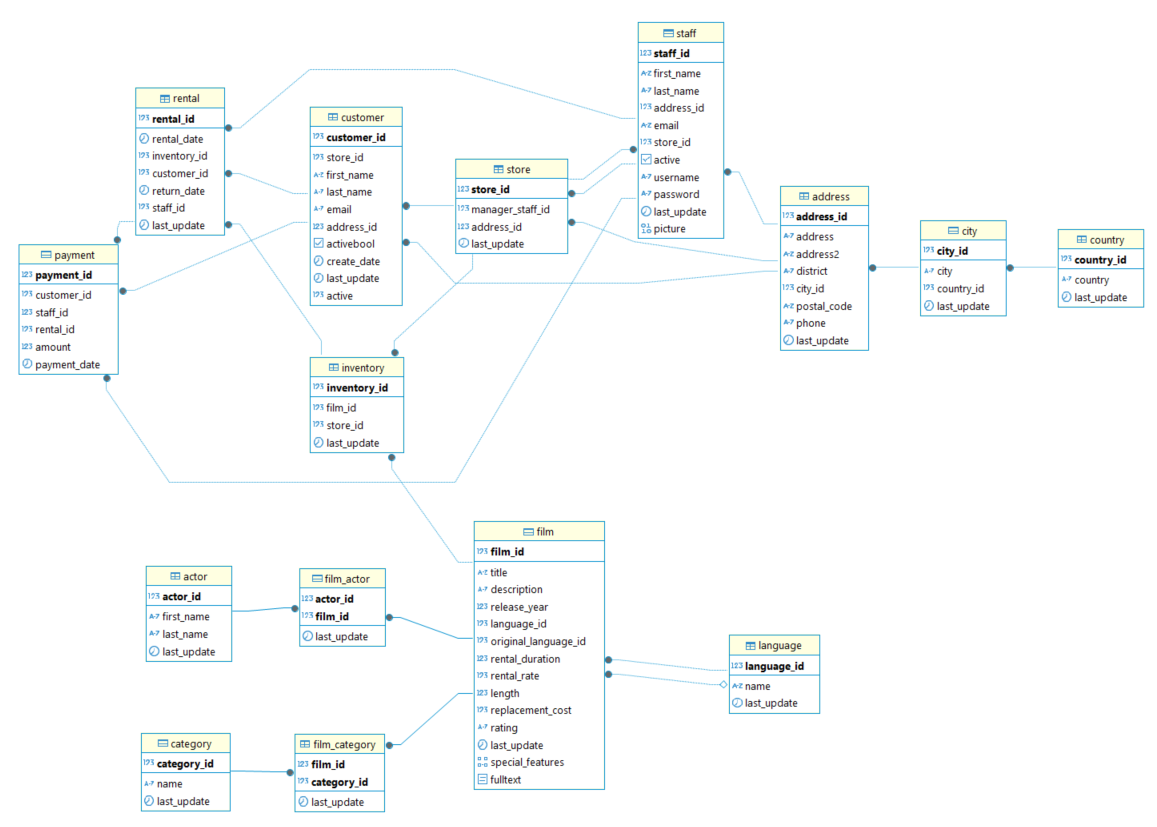 staff
123 staff_id
A-Z first_name
A-Z last_name
123 address_id
A-Z email
123 store_id
active
A-Z username
A-Z password
last_update
picture
rental
123 rental_id
rental_date
123 inventory_id
123 customer_id
return_date
123 staff_id
last_update
customer
123 customer_id
123 store_id
A-Z first_name
A-Z last_name
A-Z email
123 address_id
activebool
create_date
last_update
123 active
store
123 store_id
123 manager_staff_id
123 address_id
last_update
address
123 address_id
A-Z address
A-Z address2
A-Z district
123 city_id
A-Z postal_code
A-Z phone
last_update
city
123 city_id
A-Z city
123 country_id
last_update
country
123 country_id
A-Z country
last_update
payment
123 payment_id
123 customer_id
123 staff_id
123 rental_id
123 amount
payment_date
inventory
123 inventory_id
123 film_id
123 store_id
last_update
film
123 film_id
A-Z title
A-Z description
123 release_year
123 language_id
123 original_language_id
123 rental_duration
123 rental_rate
123 length
123 replacement_cost
A-Z rating
last_update
special_features
fulltext
actor
123 actor_id
A-Z first_name
A-Z last_name
last_update
film_actor
123 actor_id
123 film_id
last_update
language
123 language_id
A-Z name
last_update
category
123 category_id
A-Z name
last_update
film_category
123 film_id
123 category_id
last_update